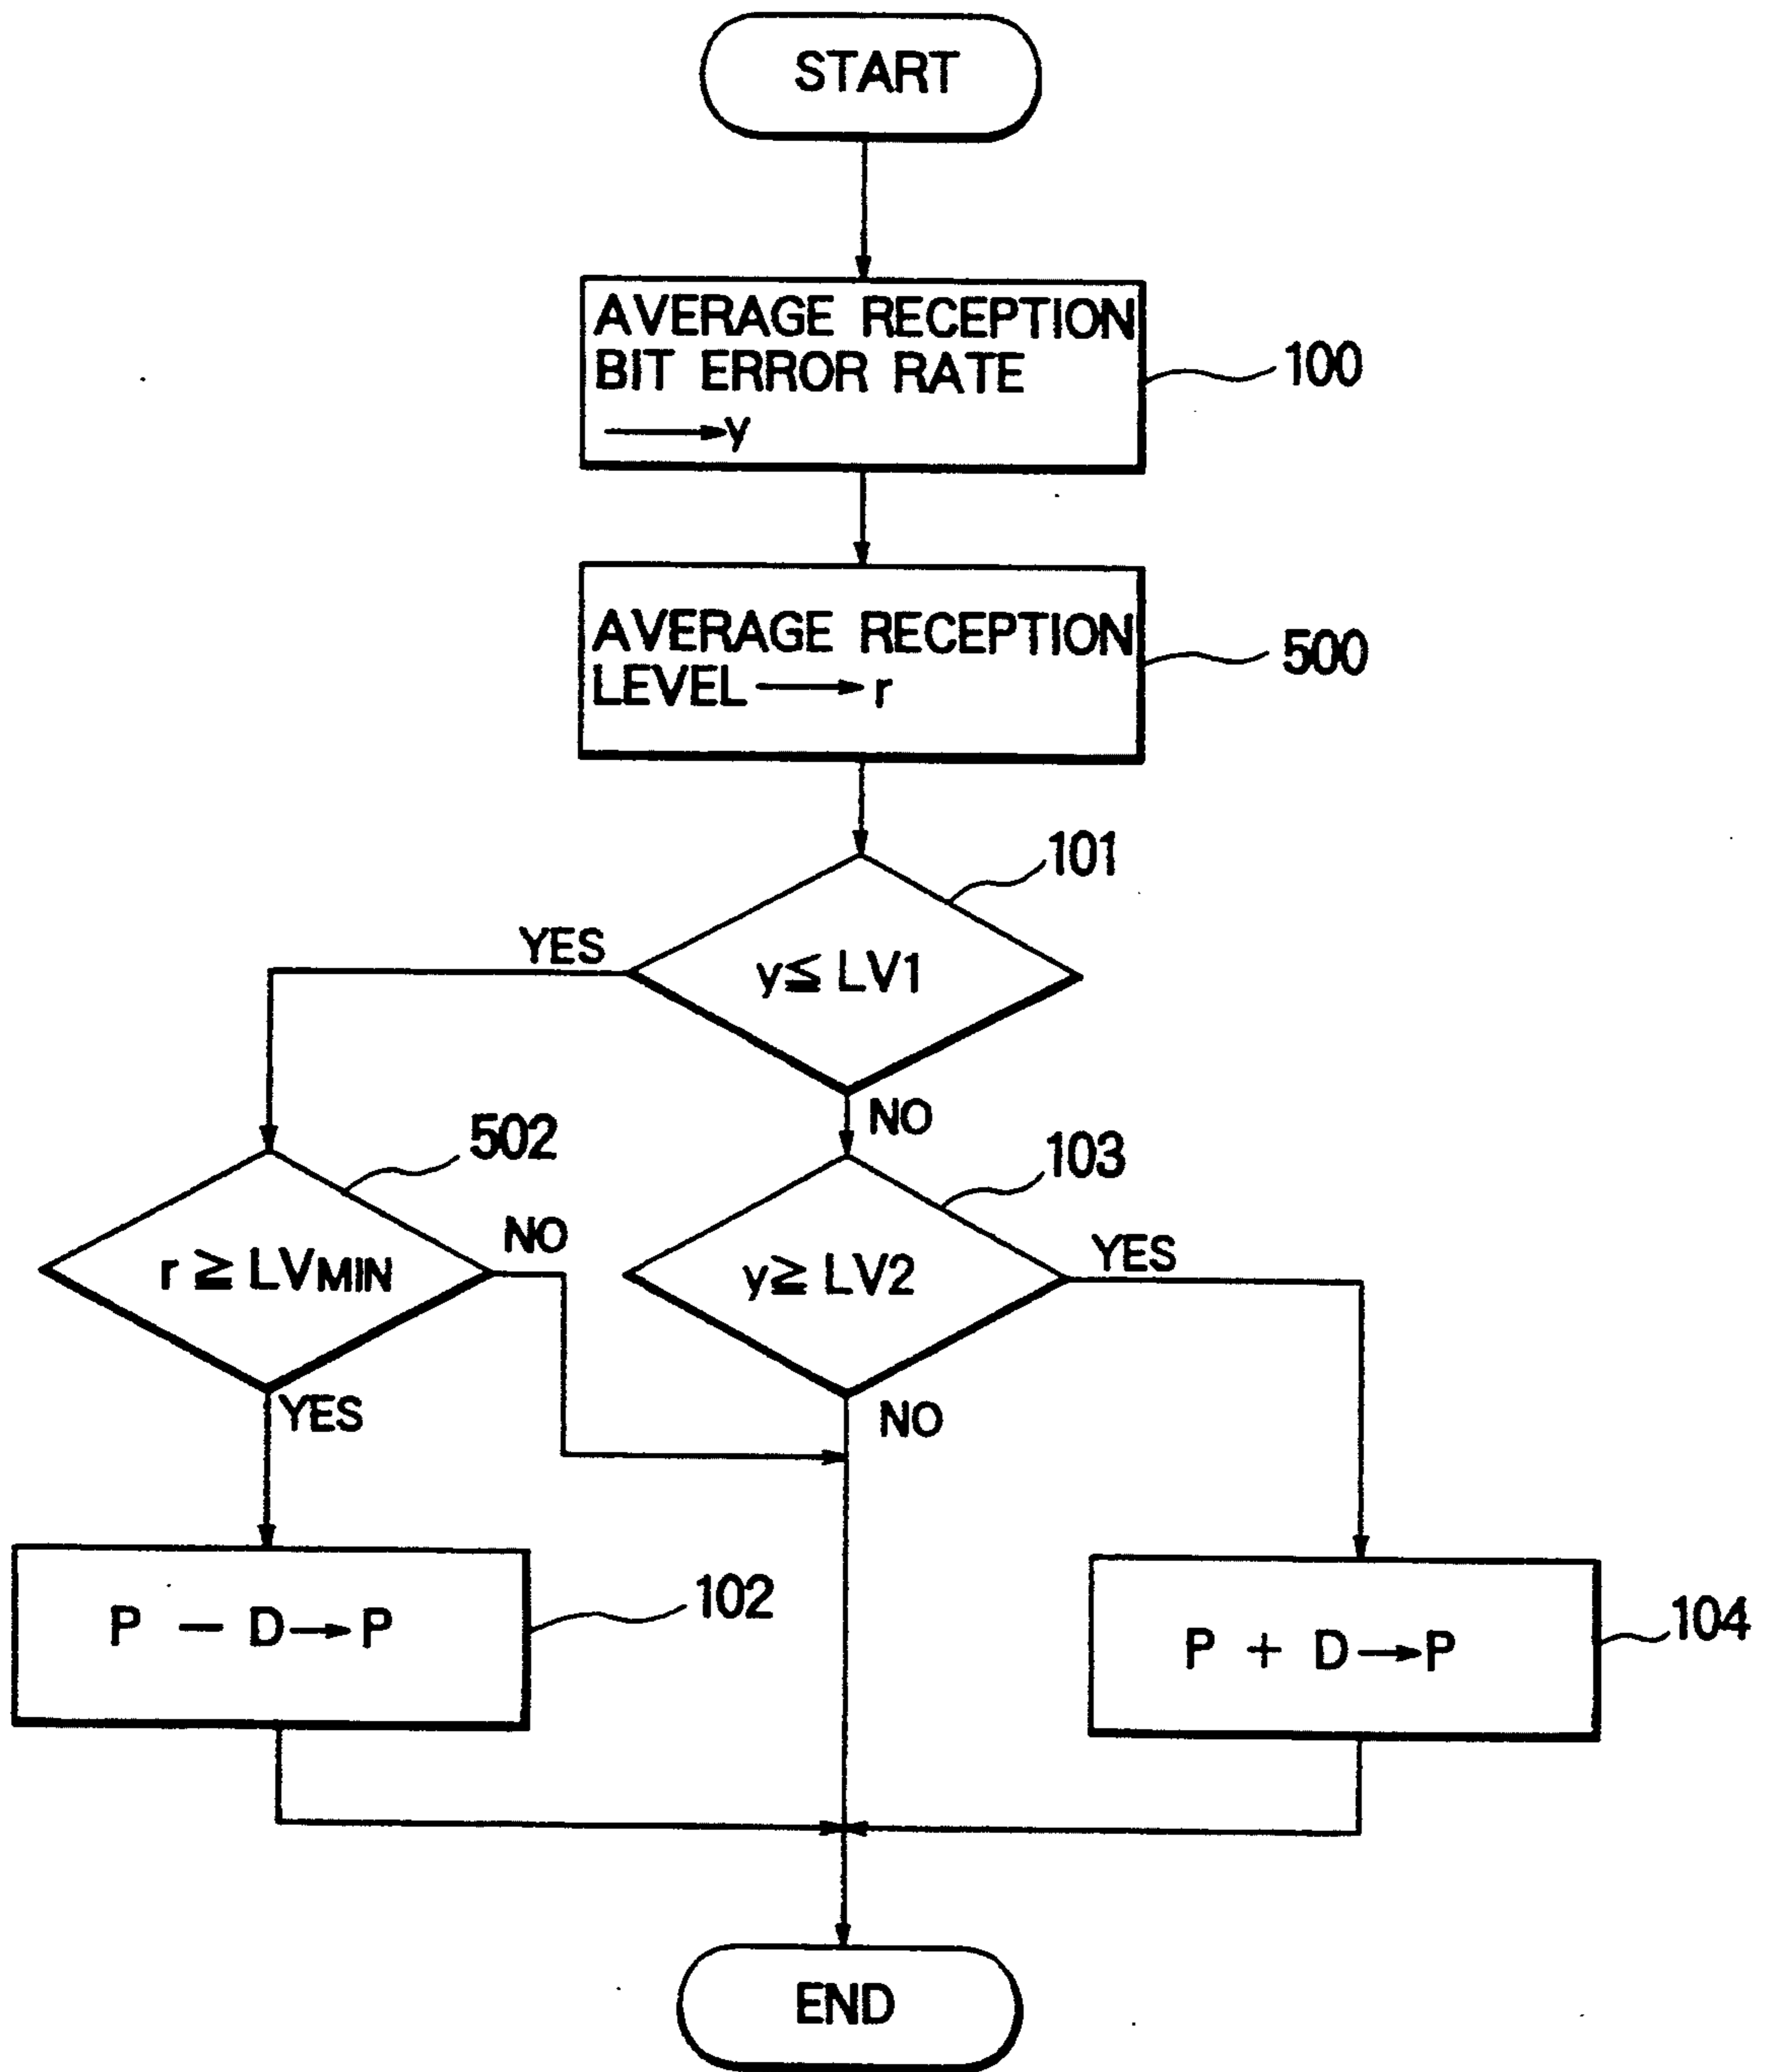 START
AVERAGE RECEPTION
BIT ERROR RATE
→y
100
AVERAGE RECEPTION
LEVEL → r
500
101
YES
y≦ LV1
NO
502
103
r ≧ LVMIN
NO
y≧ LV2
YES
YES
NO
P − D→P
102
P + D→P
104
END